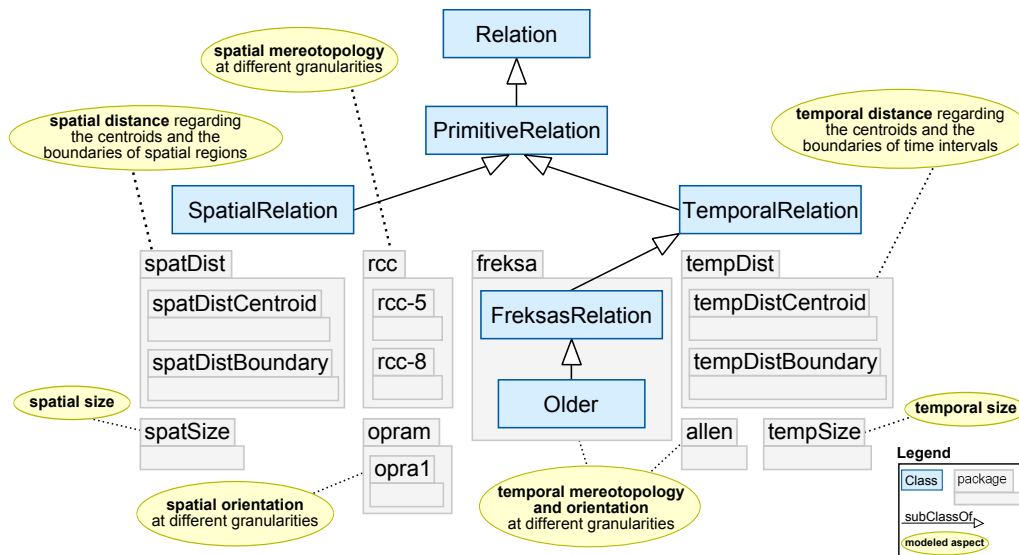 Relation
spatial mereotopology
at different granularities
PrimitiveRelation
spatial distance regarding
the centroids and the
boundaries of spatial regions
temporal distance regarding
the centroids and the
boundaries of time intervals
SpatialRelation
TemporalRelation
spatDist
spatDistCentroid
spatDistBoundary
rcc
rcc-5
rcc-8
freksa
FreksasRelation
Older
tempDist
tempDistCentroid
tempDistBoundary
spatial size
spatSize
opram
opra1
allen
tempSize
temporal size
spatial orientation
at different granularities
temporal mereotopology
and orientation
at different granularities
Legend
Class
package
subClassOf
modeled aspect